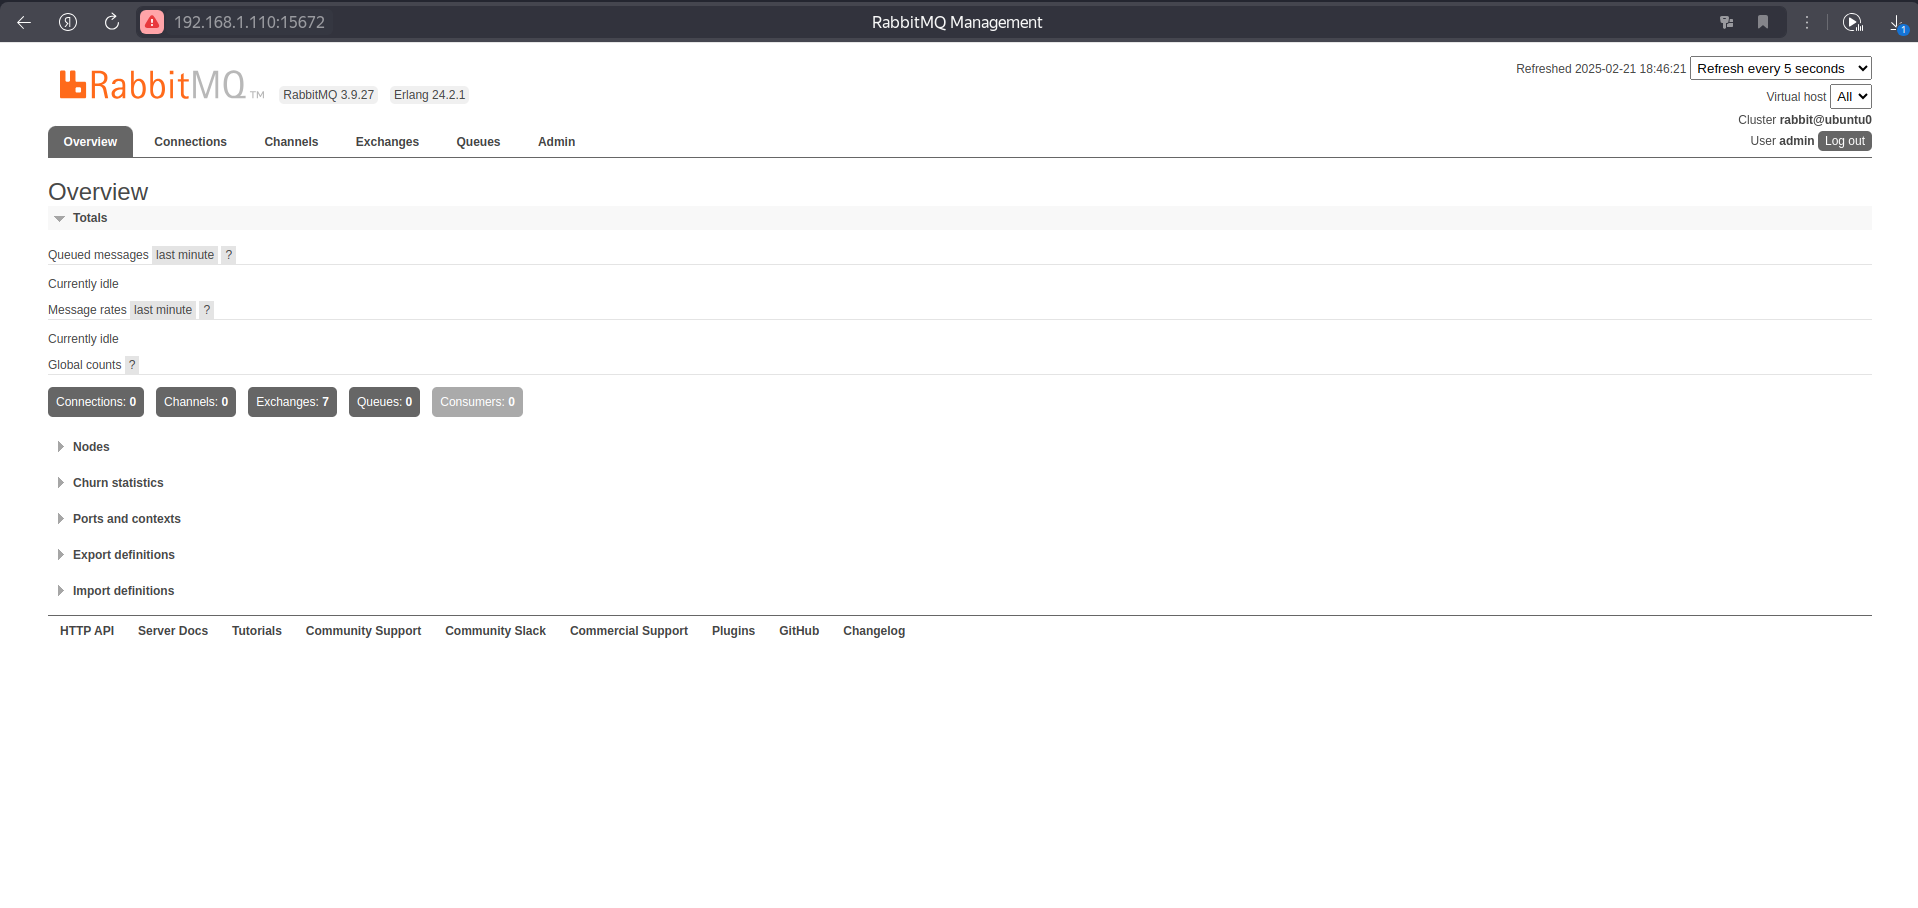 192.168.1.110:15672 RabbitMQ Management 1
RabbitMQ TM RabbitMQ 3.9.27 Erlang 24.2.1
Refreshed 2025-02-21 18:46:21 Refresh every 5 seconds
Virtual host All
Cluster rabbit@ubuntu0
User admin Log out
Overview Connections Channels Exchanges Queues Admin
Overview
Totals
Queued messages last minute ?
Currently idle
Message rates last minute ?
Currently idle
Global counts ?
Connections: 0 Channels: 0 Exchanges: 7 Queues: 0 Consumers: 0
Nodes
Churn statistics
Ports and contexts
Export definitions
Import definitions
HTTP API Server Docs Tutorials Community Support Community Slack Commercial Support Plugins GitHub Changelog